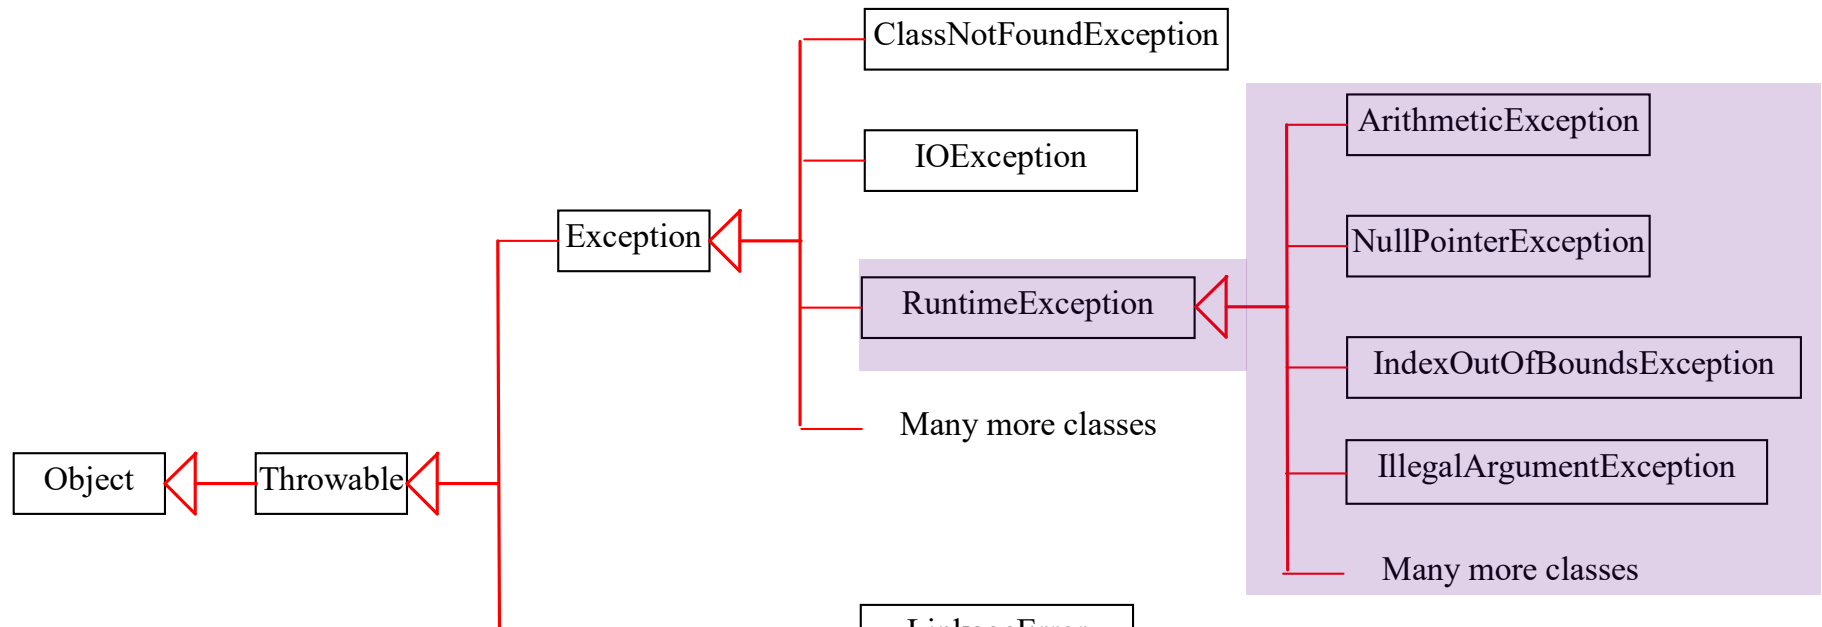 ClassNotFoundException
ArithmeticException
IOException
NullPointerException
Exception
RuntimeException
IndexOutOfBoundsException
Many more classes
IllegalArgumentException
Object
Throwable
Many more classes